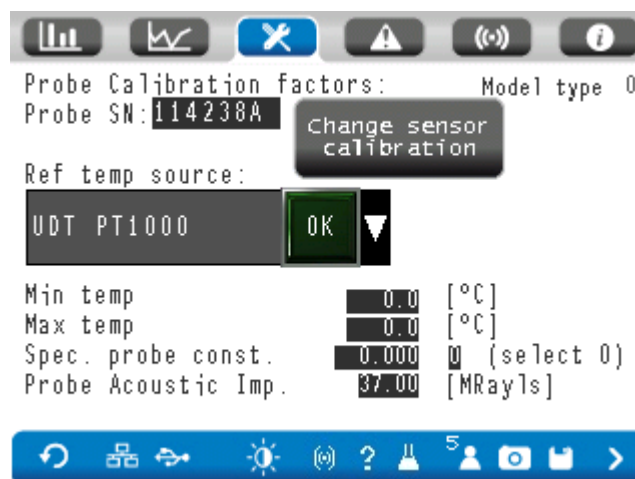 Probe Calibration factors: Model type 0
Probe SN:114238A
Change sensor
calibration
Ref temp source:
UDT PT1000 OK
Min temp 0.0 [°C]
Max temp 0.0 [°C]
Spec. probe const. 0.000 0 (select 0)
Probe Acoustic Imp. 37.00 [MRayls]
5